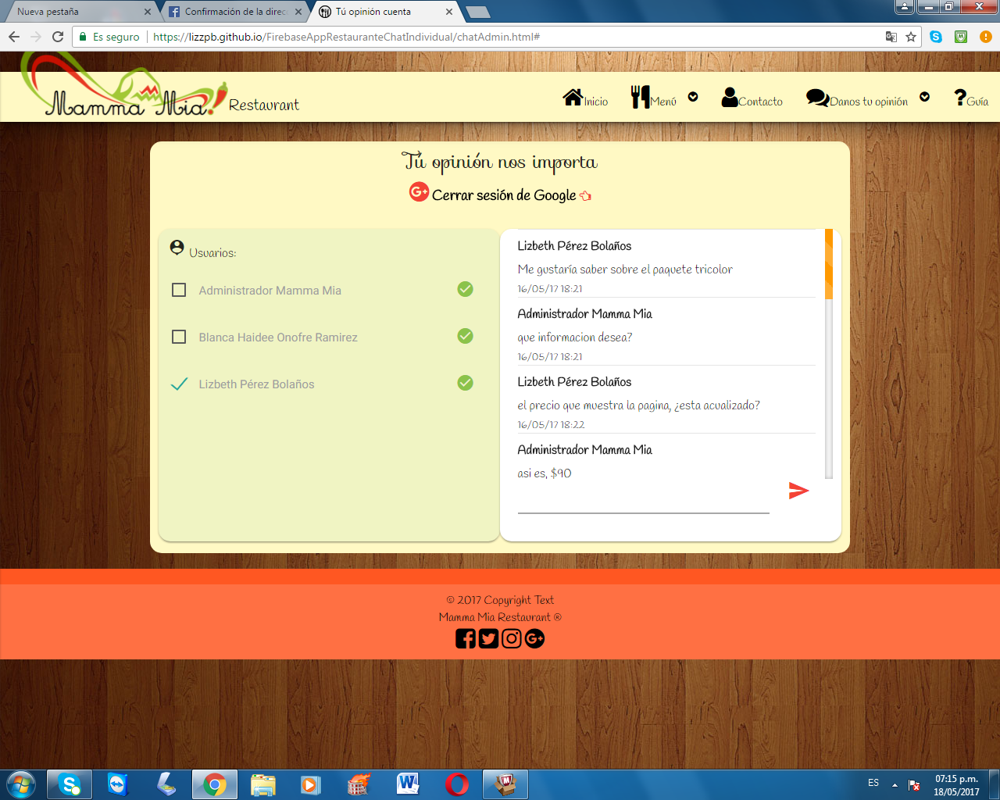 Nueva pestaña
Confirmación de la direc
Tú opinión cuenta
Es seguro
https://lizzpb.github.io/FirebaseAppRestauranteChatIndividual/chatAdmin.html#
Mamma Mia!
Restaurant
Inicio
Menú
Contacto
Danos tu opinión
Guía
Tú opinión nos importa
Cerrar sesión de Google
Usuarios:
Administrador Mamma Mia
Blanca Haidee Onofre Ramirez
Lizbeth Pérez Bolaños
Lizbeth Pérez Bolaños
Me gustaría saber sobre el paquete tricolor
16/05/17 18:21
Administrador Mamma Mia
que informacion desea?
16/05/17 18:21
Lizbeth Pérez Bolaños
el precio que muestra la pagina, ¿esta acualizado?
16/05/17 18:22
Administrador Mamma Mia
asi es, $90
© 2017 Copyright Text
Mamma Mia Restaurant ®
ES
07:15 p.m.
18/05/2017